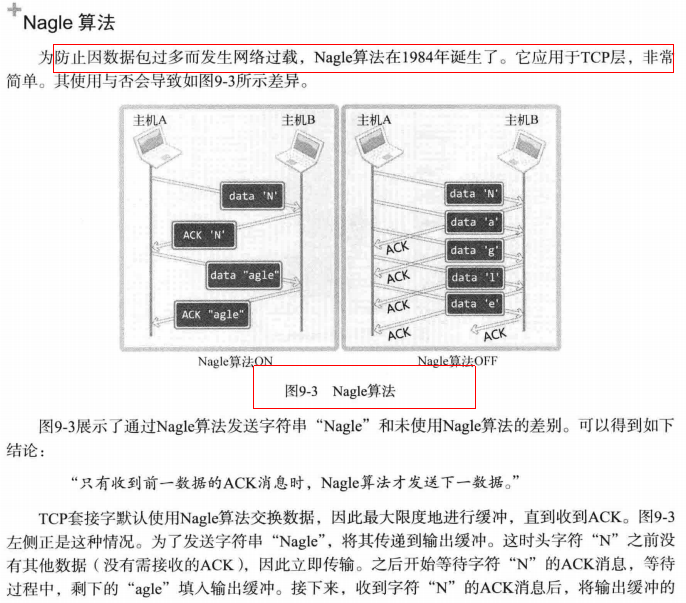 Nagle 算法
为防止因数据包过多而发生网络过载，Nagle算法在1984年诞生了。它应用于TCP层，非常
简单。其使用与否会导致如图9-3所示差异。
主机A
主机B
data 'N'
ACK 'N'
data "agle"
ACK "agle"
Nagle算法ON
主机A
主机B
data 'N'
data 'a'
ACK
data 'g'
ACK
data 'l'
ACK
data 'e'
ACK
ACK
Nagle算法OFF
图9-3 Nagle算法
图9-3展示了通过Nagle算法发送字符串“Nagle”和未使用Nagle算法的差别。可以得到如下
结论：
“只有收到前一数据的ACK消息时，Nagle算法才发送下一数据。”
TCP套接字默认使用Nagle算法交换数据，因此最大限度地进行缓冲，直到收到ACK。图9-3
左侧正是这种情况。为了发送字符串“Nagle”，将其传递到输出缓冲。这时头字符“N”之前没
有其他数据（没有需接收的ACK），因此立即传输。之后开始等待字符“N”的ACK消息，等待
过程中，剩下的“agle”填入输出缓冲。接下来，收到字符“N”的ACK消息后，将输出缓冲的